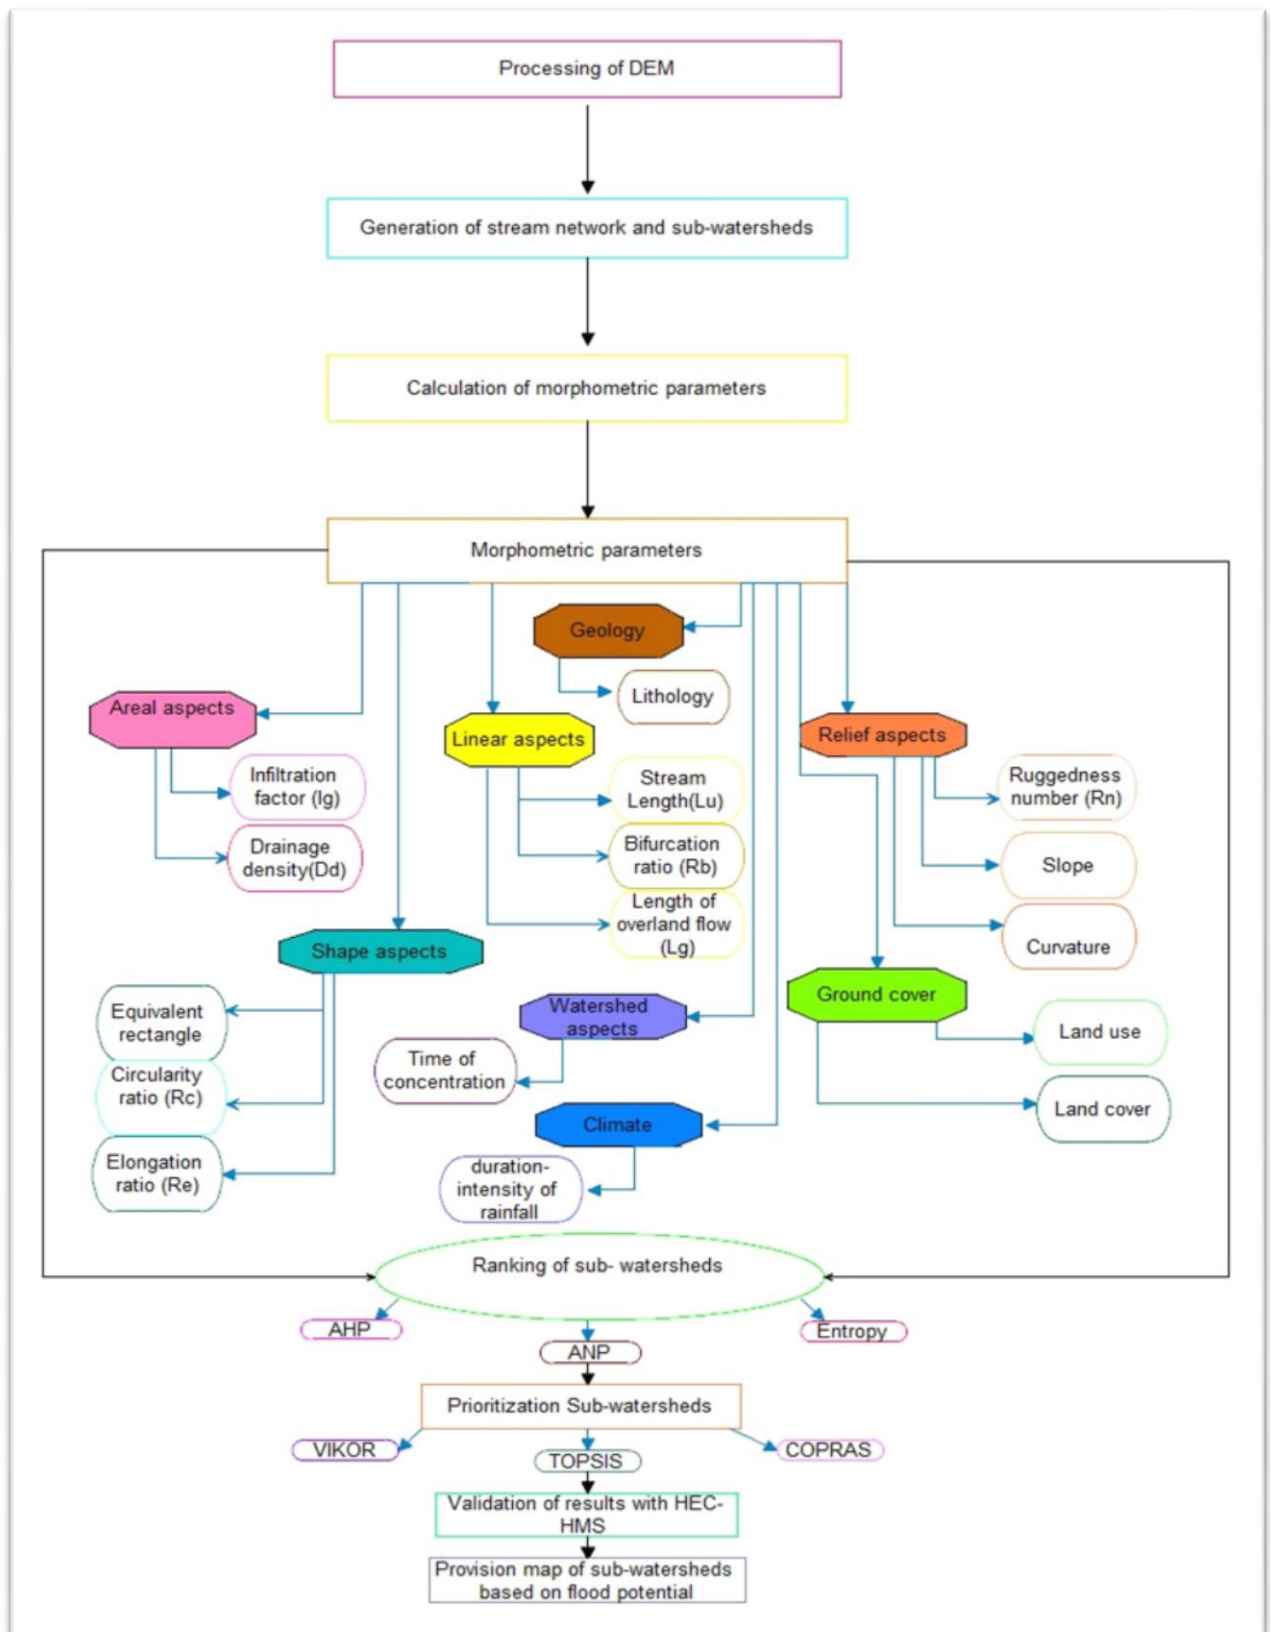 Processing of DEM
Generation of stream network and sub-watersheds
Calculation of morphometric parameters
Morphometric parameters
Geology
Lithology
Areal aspects
Infiltration
factor (Ig)
Drainage
density(Dd)
Linear aspects
Stream
Length(Lu)
Bifurcation
ratio (Rb)
Length of
overland flow
(Lg)
Relief aspects
Ruggedness
number (Rn)
Slope
Curvature
Shape aspects
Equivalent
rectangle
Circularity
ratio (Rc)
Elongation
ratio (Re)
Watershed
aspects
Time of
concentration
Ground cover
Land use
Land cover
Climate
duration-
intensity of
rainfall
Ranking of sub- watersheds
AHP
ANP
Entropy
Prioritization Sub-watersheds
VIKOR
TOPSIS
COPRAS
Validation of results with HEC-
HMS
Provision map of sub-watersheds
based on flood potential